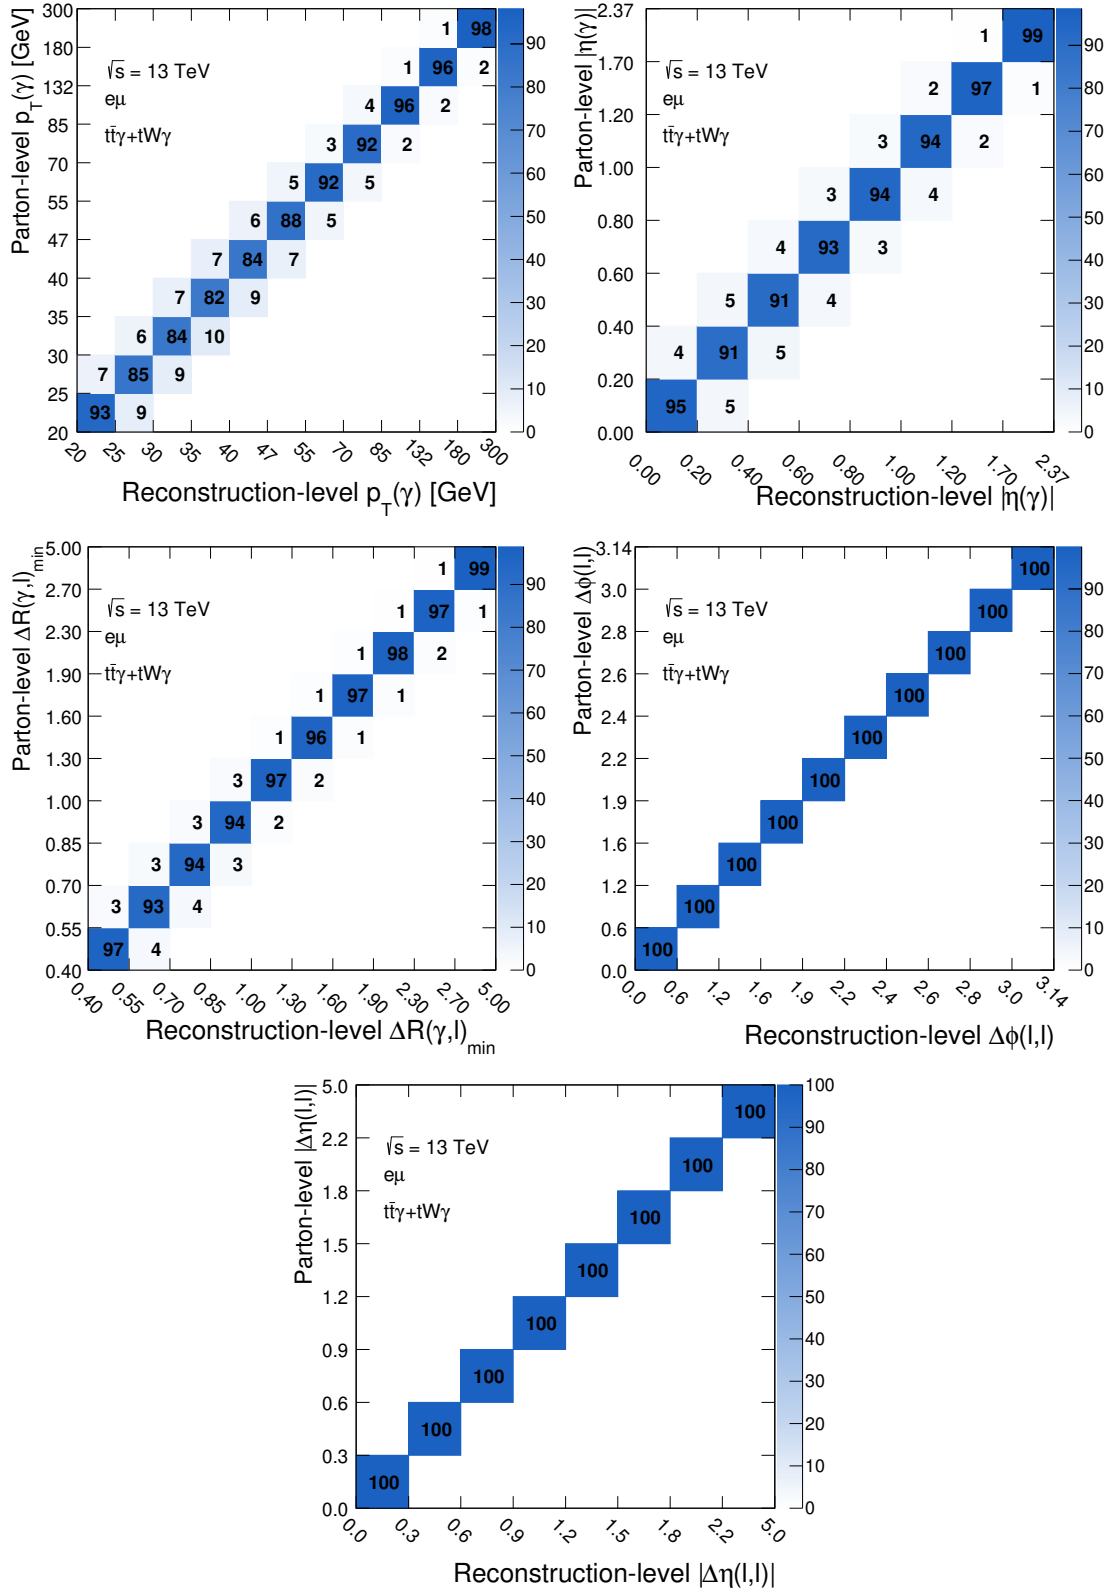 Parton-level p_T(γ) [GeV]
300
180
132
85
70
55
47
40
35
30
25
20
√s = 13 TeV
eμ
tt̄γ+tWγ
1 98
1 96 2
1 96 2
4 92 2
3 92 5
5 88 5
6 84 7
7 82 9
7 84 10
6 85 9
7 93 9
20 25 30 35 40 47 55 70 85 132 180 300
Reconstruction-level p_T(γ) [GeV]
90
80
70
60
50
40
30
20
10
0
Parton-level |η(γ)|
2.37
1.70
1.20
1.00
0.80
0.60
0.40
0.20
0.00
√s = 13 TeV
eμ
tt̄γ+tWγ
1 99
2 97 1
3 94 2
3 94 4
4 93 3
5 91 4
4 91 5
95 5
0.00 0.20 0.40 0.60 0.80 1.00 1.20 1.70 2.37
Reconstruction-level |η(γ)|
90
80
70
60
50
40
30
20
10
0
Parton-level ΔR(γ,l)_min
5.00
2.70
2.30
1.90
1.60
1.30
1.00
0.85
0.70
0.55
0.40
√s = 13 TeV
eμ
tt̄γ+tWγ
1 99
1 97 1
1 98 2
1 97 1
1 96 1
3 97 2
3 94 2
3 94 3
3 93 4
97 4
0.40 0.55 0.70 0.85 1.00 1.30 1.60 1.90 2.30 2.70 5.00
Reconstruction-level ΔR(γ,l)_min
90
80
70
60
50
40
30
20
10
0
Parton-level Δϕ(l,l)
3.14
3.0
2.8
2.6
2.4
2.2
1.9
1.6
1.2
0.6
0.0
√s = 13 TeV
eμ
tt̄γ+tWγ
100
100
100
100
100
100
100
100
100
100
0.0 0.6 1.2 1.6 1.9 2.2 2.4 2.6 2.8 3.0 3.14
Reconstruction-level Δϕ(l,l)
90
80
70
60
50
40
30
20
10
0
Parton-level |Δη(l,l)|
5.0
2.2
1.8
1.5
1.2
0.9
0.6
0.3
0.0
√s = 13 TeV
eμ
tt̄γ+tWγ
100
100
100
100
100
100
100
100
0.0 0.3 0.6 0.9 1.2 1.5 1.8 2.2 5.0
Reconstruction-level |Δη(l,l)|
100
90
80
70
60
50
40
30
20
10
0